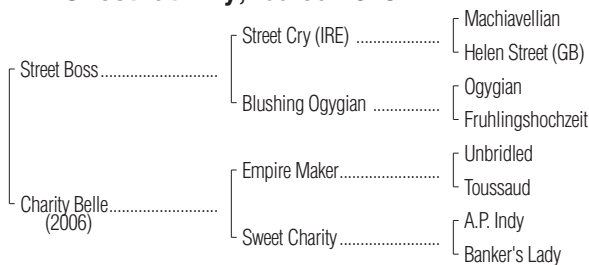 Machiavellian
Street Cry (IRE) ....................
Helen Street (GB)
Street Boss............................
Ogygian
Blushing Ogygian ................
Fruhlingshochzeit
Unbridled
Empire Maker........................
Toussaud
Charity Belle..........................
(2006)
A.P. Indy
Sweet Charity........................
Banker's Lady